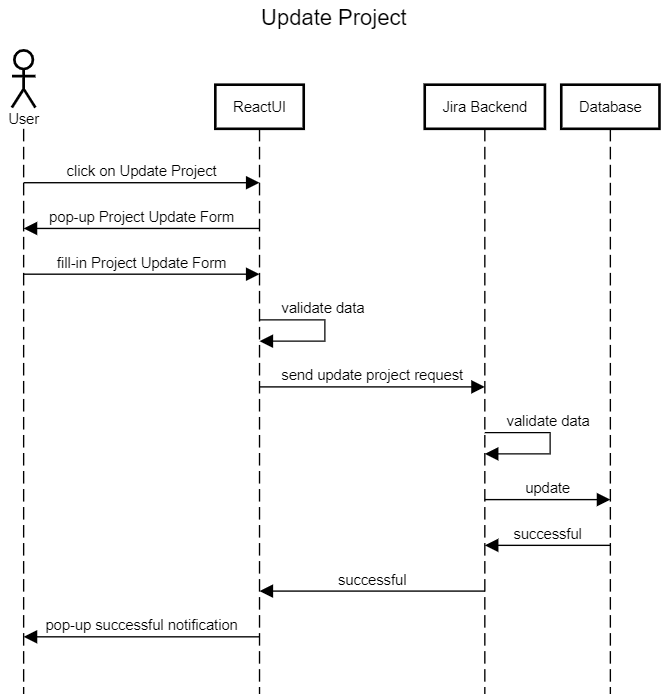 Update Project
User
ReactUI
Jira Backend
Database
click on Update Project
pop-up Project Update Form
fill-in Project Update Form
validate data
send update project request
validate data
update
successful
successful
pop-up successful notification